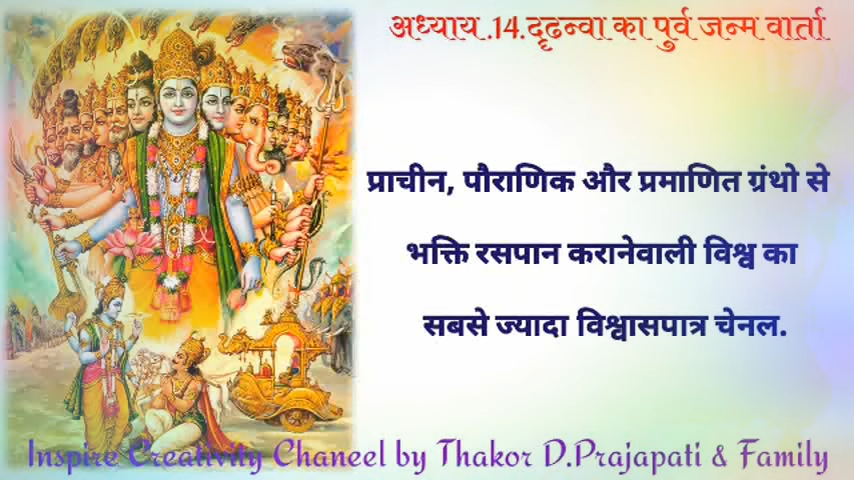 अध्याय .14.दृढन्वा का पुर्व जन्म वार्ता
प्राचीन, पौराणिक और प्रमाणित ग्रंथो से
भक्ति रसपान करानेवाली विश्व का
सबसे ज्यादा विश्वासपात्र चेनल.
Inspire Creativity Chaneel by Thakor D.Prajapati & Family